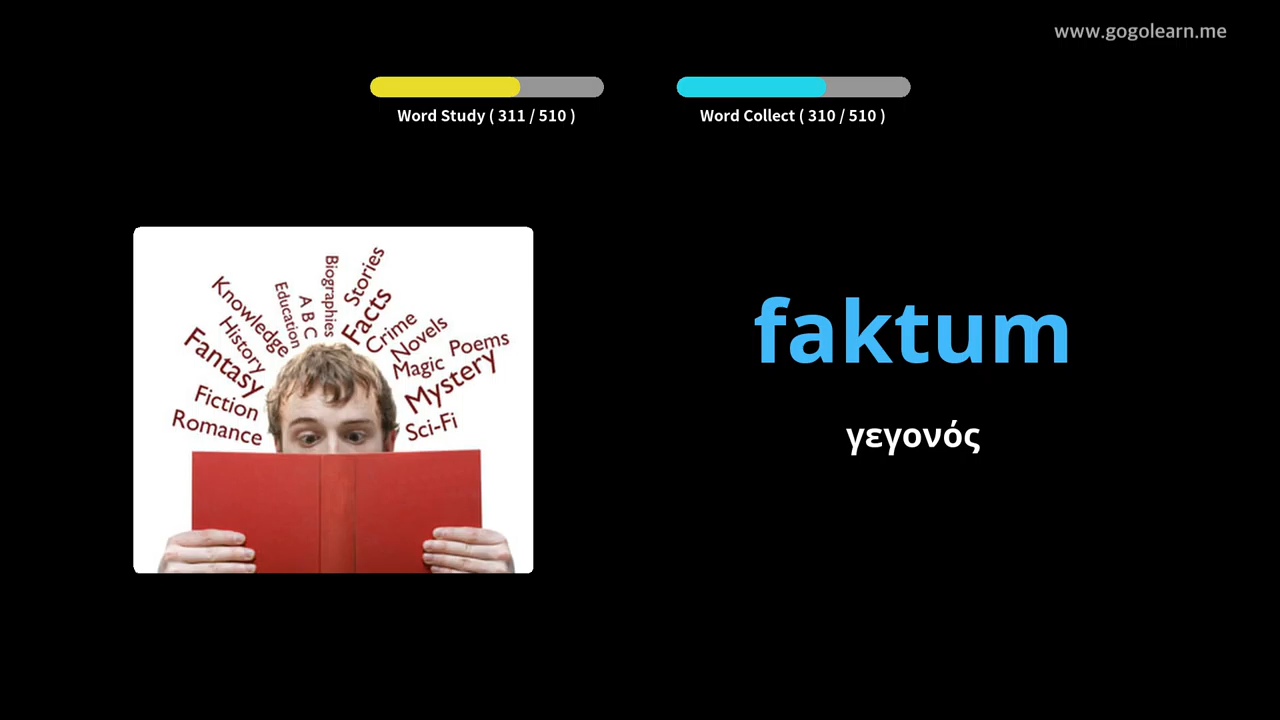 www.gogolearn.me
Word Study ( 311 / 510 )
Word Collect ( 310 / 510 )
Knowledge
Education
A B C
Biographies
Stories
Facts
Crime
Novels
Poems
History
Fantasy
Magic
Mystery
Fiction
Romance
Sci-Fi
faktum
γεγονός